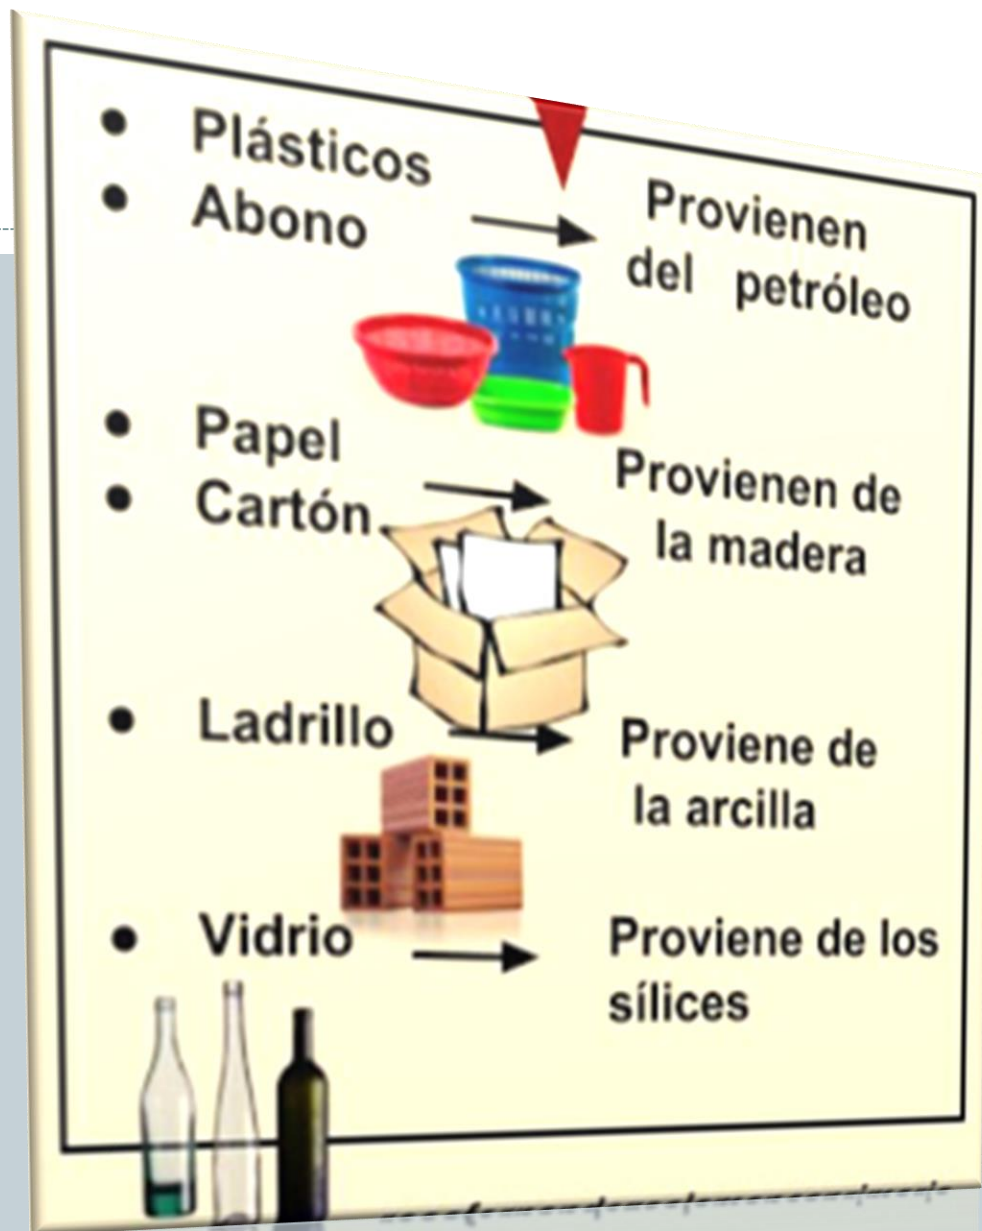 • Plásticos
• Abono
Provienen
del petróleo
• Papel
• Cartón
Provienen de
la madera
• Ladrillo
Proviene de
la arcilla
• Vidrio
Proviene de los
sílices